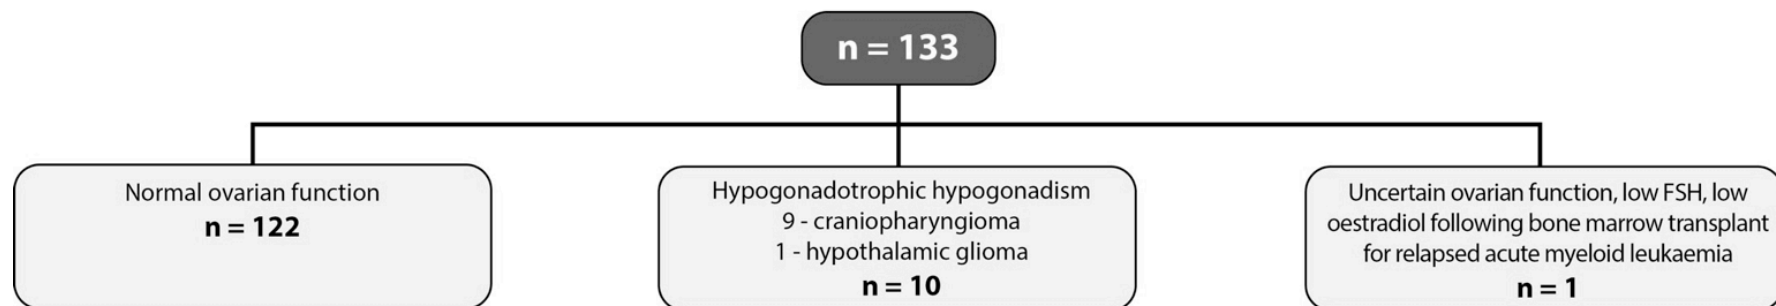 n = 133
Normal ovarian function
n = 122
Hypogonadotrophic hypogonadism
9 - craniopharyngioma
1 - hypothalamic glioma
n = 10
Uncertain ovarian function, low FSH, low
oestradiol following bone marrow transplant
for relapsed acute myeloid leukaemia
n = 1